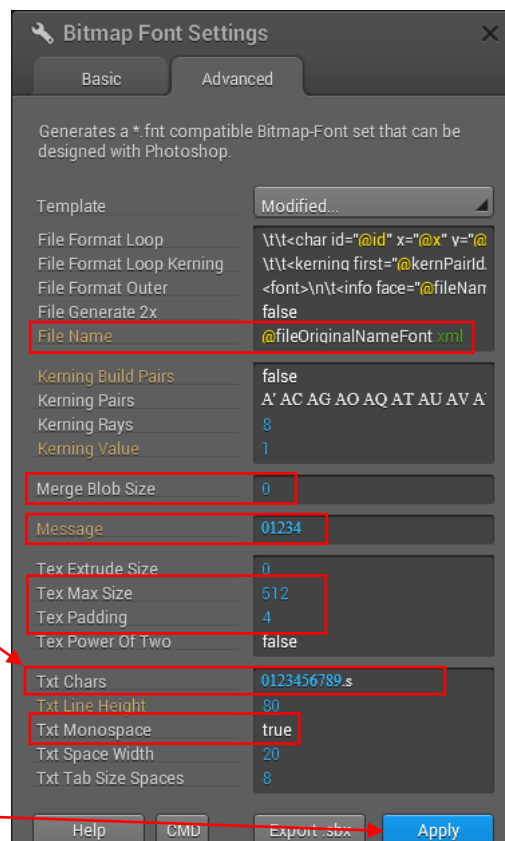 Bitmap Font Settings
Basic Advanced
Generates a *.fnt compatible Bitmap-Font set that can be
designed with Photoshop.
Template Modified...
File Format Loop \t\t<char id="@id" x="@x" y="@
File Format Loop Kerning \t\t<kerning first="@kernPairId.
File Format Outer <font>\n\t<info face="@fileNam
File Generate 2x false
File Name @fileOriginalNameFont.xml
Kerning Build Pairs false
Kerning Pairs A' AC AG AO AQ AT AU AV A
Kerning Rays 8
Kerning Value 1
Merge Blob Size 0
Message 01234
Tex Extrude Size 0
Tex Max Size 512
Tex Padding 4
Tex Power Of Two false
Txt Chars 0123456789.s
Txt Line Height 80
Txt Monospace true
Txt Space Width 20
Txt Tab Size Spaces 8
Help CMD Export .sbx Apply